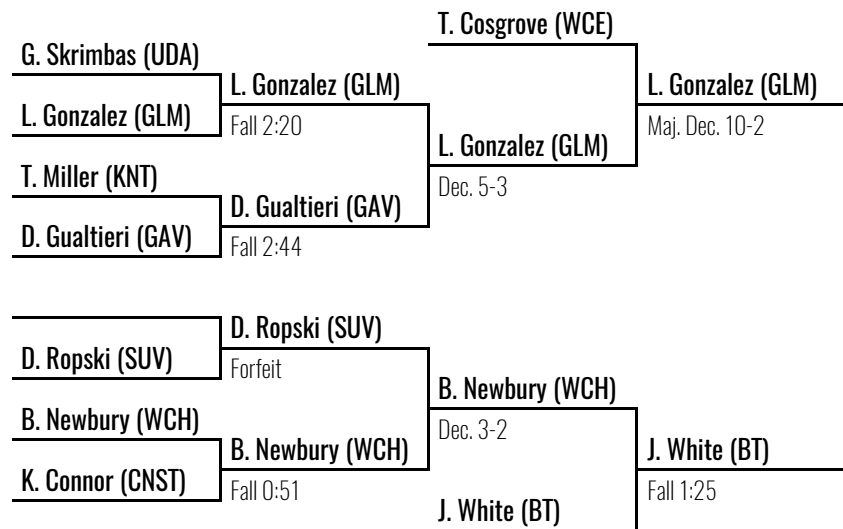 T. Cosgrove (WCE)
G. Skrimbas (UDA)
L. Gonzalez (GLM)
L. Gonzalez (GLM)
L. Gonzalez (GLM)
Fall 2:20
Maj. Dec. 10-2
L. Gonzalez (GLM)
T. Miller (KNT)
Dec. 5-3
D. Gualtieri (GAV)
D. Gualtieri (GAV)
Fall 2:44
D. Ropski (SUV)
D. Ropski (SUV)
Forfeit
B. Newbury (WCH)
B. Newbury (WCH)
Dec. 3-2
B. Newbury (WCH)
J. White (BT)
K. Connor (CNST)
Fall 0:51
Fall 1:25
J. White (BT)